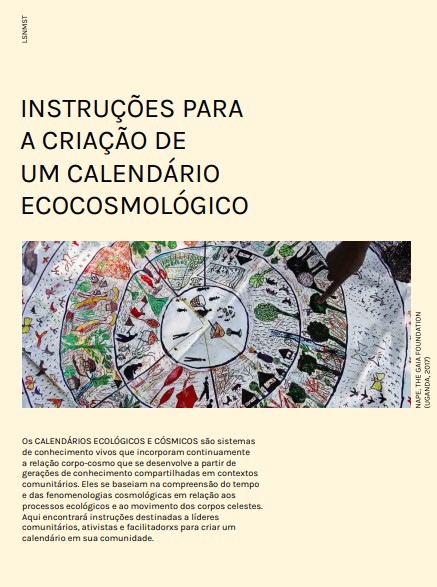 LSNMST
INSTRUÇÕES PARA
A CRIAÇÃO DE
UM CALENDÁRIO
ECOCOSMOLÓGICO
NAPE, THE GAIA FOUNDATION
(UGANDA, 2017)
Os CALENDÁRIOS ECOLÓGICOS E CÓSMICOS são sistemas
de conhecimento vivos que incorporam continuamente
a relação corpo-cosmo que se desenvolve a partir de
gerações de conhecimento compartilhadas em contextos
comunitários. Eles se baseiam na compreensão do tempo
e das fenomenologias cosmológicas em relação aos
processos ecológicos e ao movimento dos corpos celestes.
Aqui encontrará instruções destinadas a líderes
comunitários, ativistas e facilitadorxs para criar um
calendário em sua comunidade.